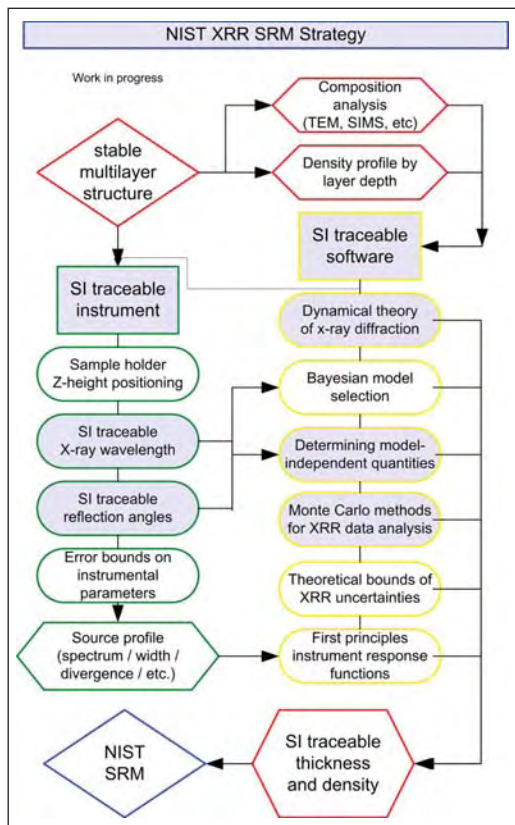 NIST XRR SRM Strategy
Work in progress
Composition
analysis
(TEM, SIMS, etc)
stable
multilayer
structure
Density profile by
layer depth
SI traceable
software
SI traceable
instrument
Dynamical theory
of x-ray diffraction
Sample holder
Z-height positioning
Bayesian model
selection
SI traceable
X-ray wavelength
Determining model-
independent quantities
SI traceable
reflection angles
Monte Carlo methods
for XRR data analysis
Error bounds on
instrumental
parameters
Theoretical bounds of
XRR uncertainties
Source profile
(spectrum / width /
divergence / etc.)
First principles
instrument response
functions
NIST
SRM
SI traceable
thickness
and density